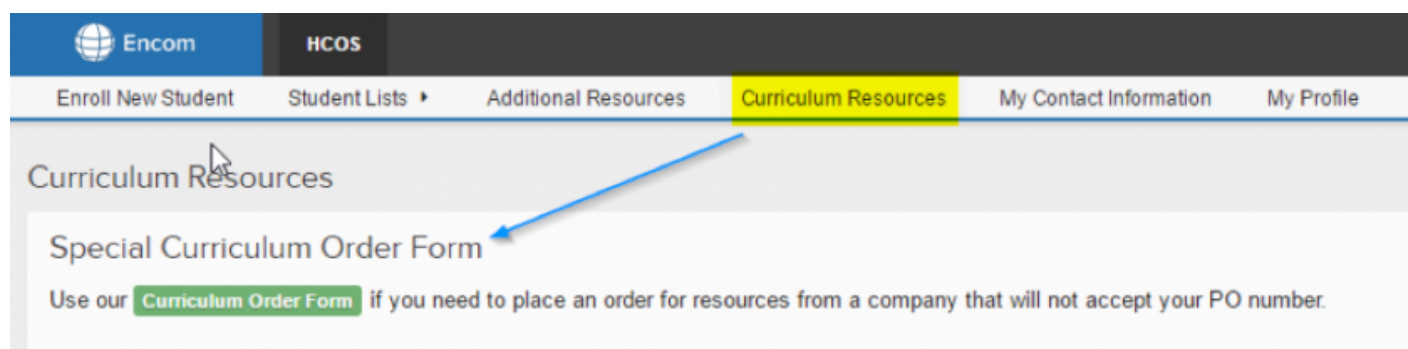 Encom HCOS
Enroll New Student Student Lists Additional Resources Curriculum Resources My Contact Information My Profile
Curriculum Resources
Special Curriculum Order Form
Use our Curriculum Order Form if you need to place an order for resources from a company that will not accept your PO number.